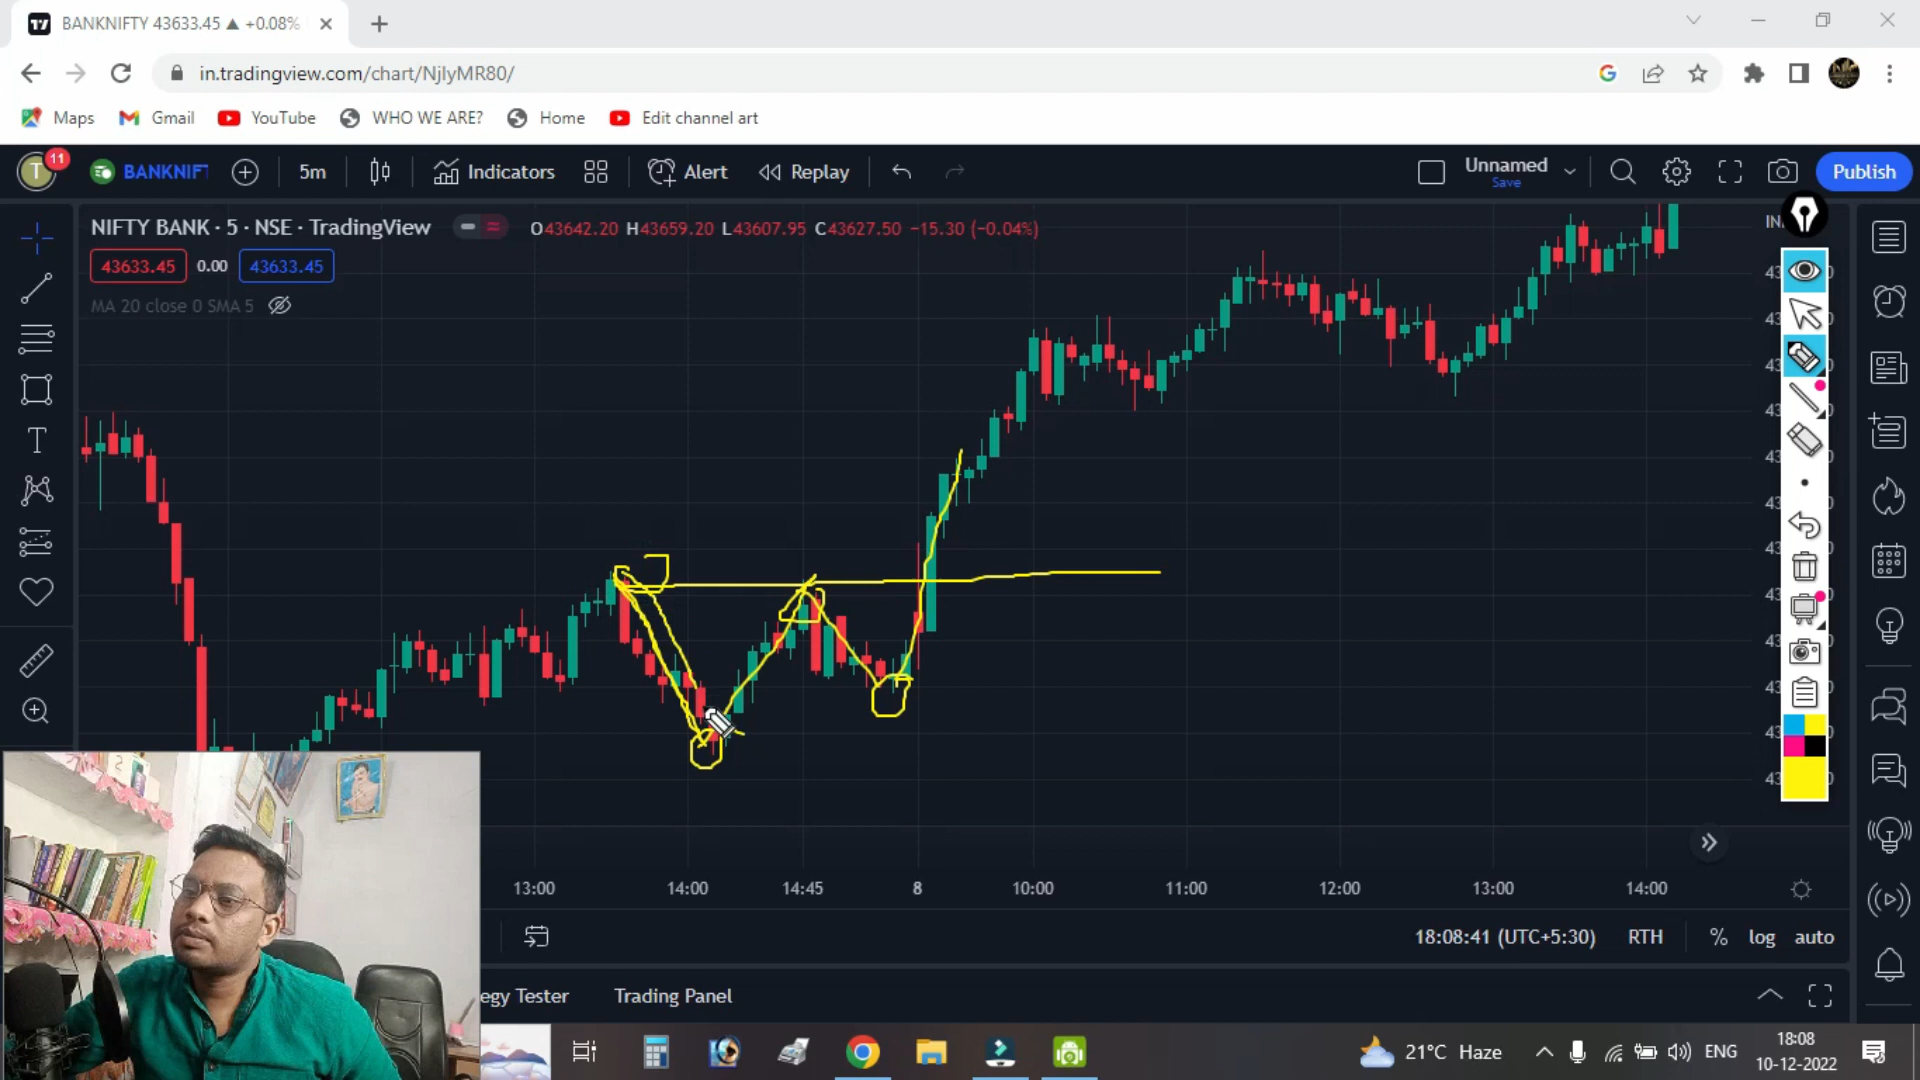 BANKNIFTY 43633.45 ▲ +0.08%
in.tradingview.com/chart/NjIyMR80/
Maps Gmail YouTube WHO WE ARE? Home Edit channel art
T 11 BANKNIFT 5m Indicators Alert Replay Unnamed Save Publish
NIFTY BANK · 5 · NSE · TradingView O43642.20 H43659.20 L43607.95 C43627.50 −15.30 (−0.04%)
43633.45 0.00 43633.45
MA 20 close 0 SMA 5
13:00 14:00 14:45 8 10:00 11:00 12:00 13:00 14:00
18:08:41 (UTC+5:30) RTH % log auto
egy Tester Trading Panel
21°C Haze ENG 18:08
10-12-2022